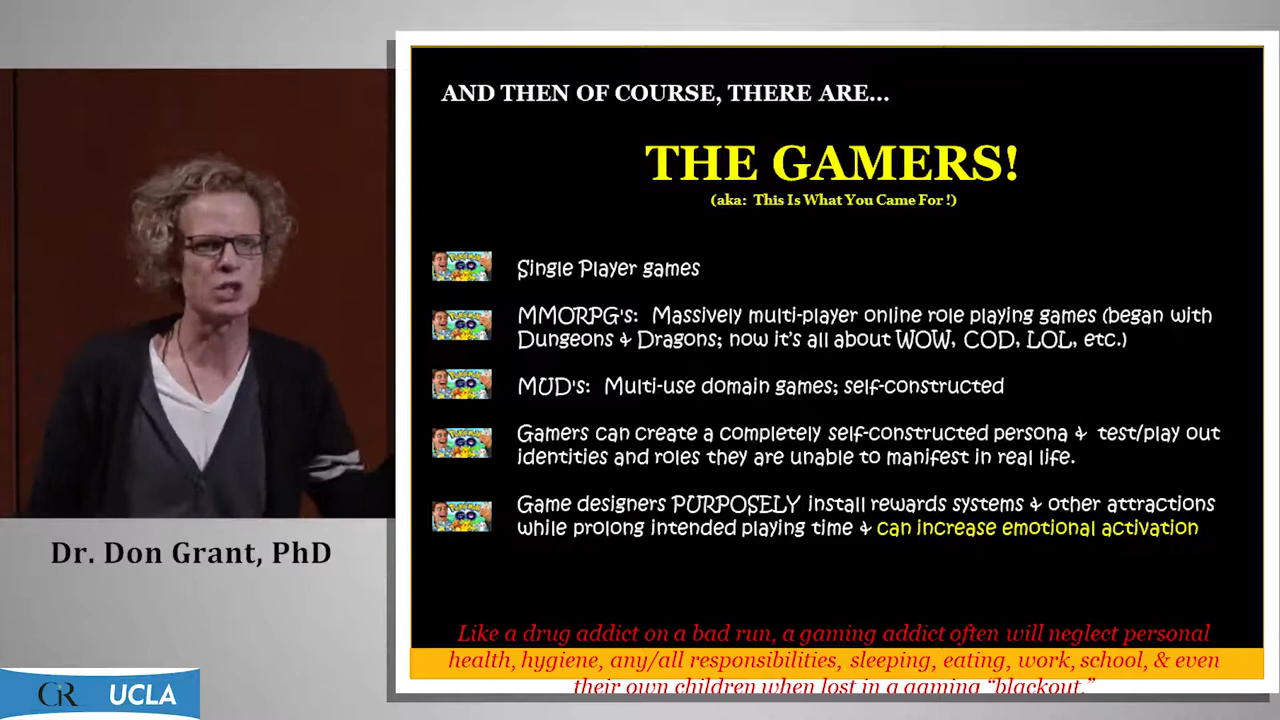 AND THEN OF COURSE, THERE ARE...
THE GAMERS!
(aka: This Is What You Came For !)
Single Player games
MMORPG's: Massively multi-player online role playing games (began with
Dungeons & Dragons; now it's all about WOW, COD, LOL, etc.)
MUD's: Multi-use domain games; self-constructed
Gamers can create a completely self-constructed persona & test/play out
identities and roles they are unable to manifest in real life.
Game designers PURPOSELY install rewards systems & other attractions
while prolong intended playing time & can increase emotional activation
Like a drug addict on a bad run, a gaming addict often will neglect personal
health, hygiene, any/all responsibilities, sleeping, eating, work, school, & even
their own children when lost in a gaming “blackout.”
Dr. Don Grant, PhD
CR UCLA